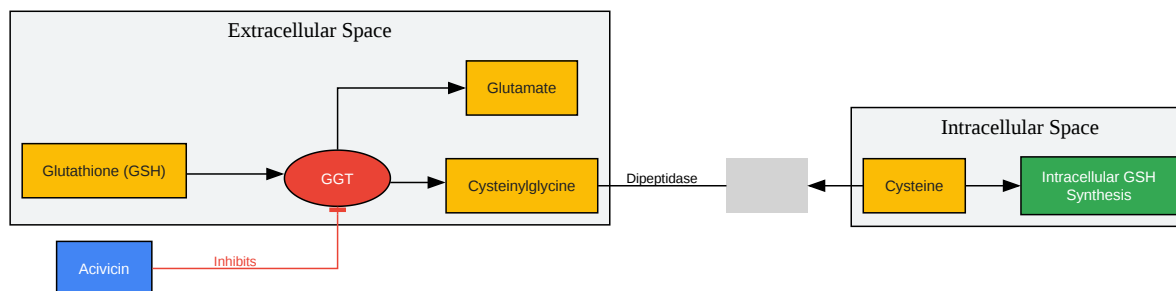 Extracellular Space
Glutamate
Glutathione (GSH)
GGT
Cysteinylglycine
Dipeptidase
Acivicin
Inhibits
Intracellular Space
Cysteine
Intracellular GSH
Synthesis